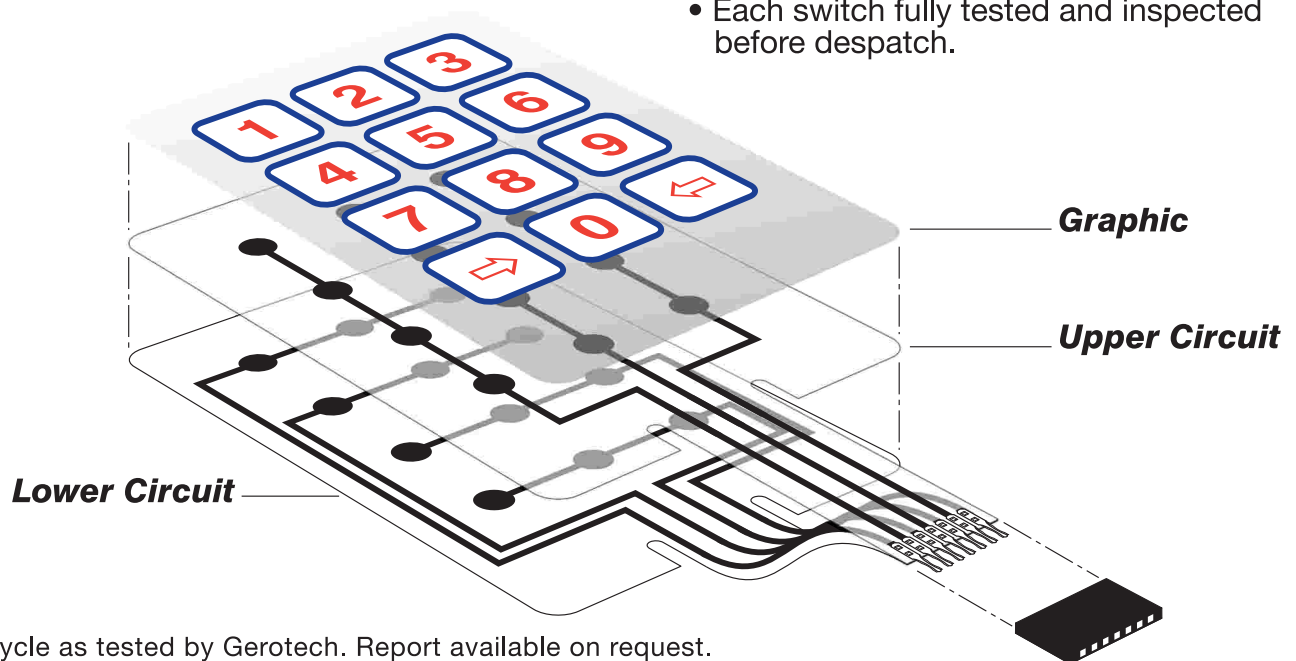 • Each switch fully tested and inspected
before despatch.
3
2
6
1
5
9
4
8
7
0
Graphic
Upper Circuit
Lower Circuit
ycle as tested by Gerotech. Report available on request.